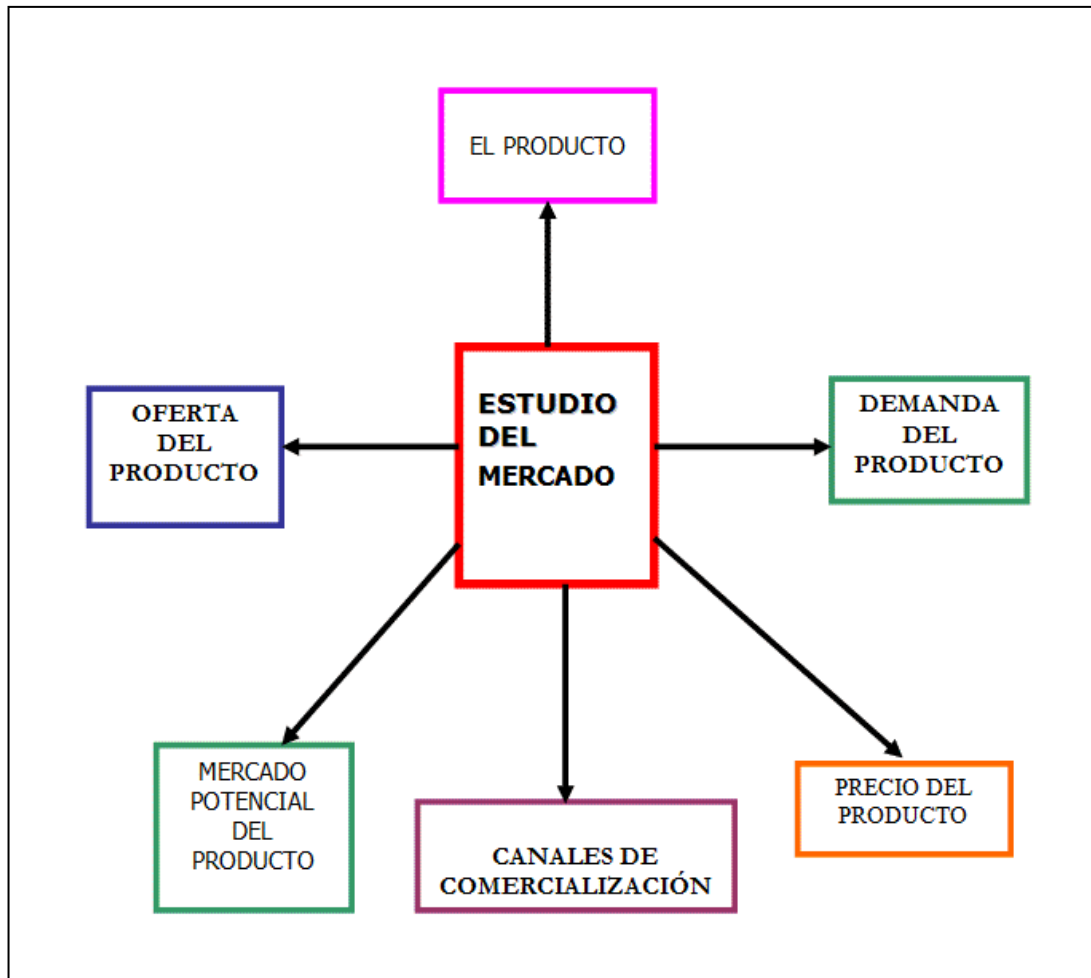 EL PRODUCTO
ESTUDIO
DEL
MERCADO
OFERTA
DEL
PRODUCTO
DEMANDA
DEL
PRODUCTO
MERCADO
POTENCIAL
DEL
PRODUCTO
CANALES DE
COMERCIALIZACIÓN
PRECIO DEL
PRODUCTO